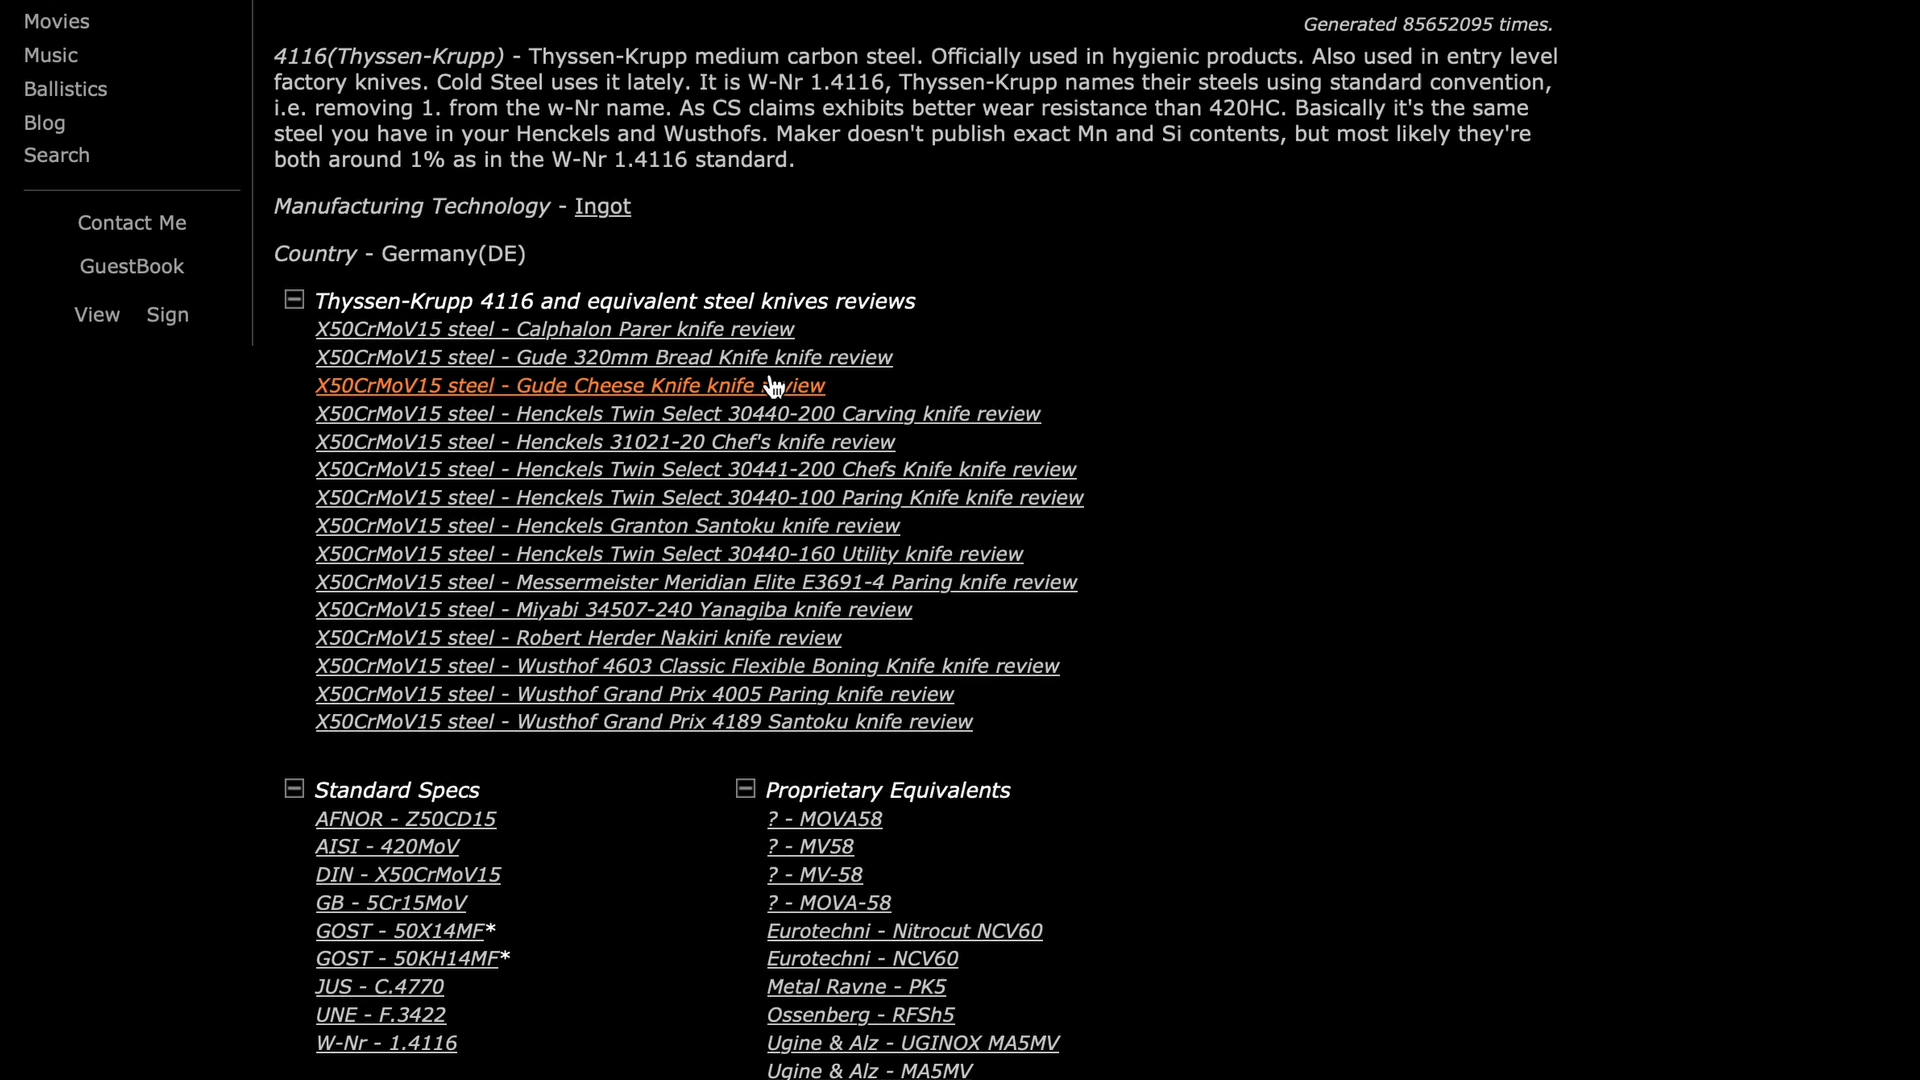 Movies
Music
Ballistics
Blog
Search
Contact Me
GuestBook
View Sign
Generated 85652095 times.
4116(Thyssen-Krupp) - Thyssen-Krupp medium carbon steel. Officially used in hygienic products. Also used in entry level
factory knives. Cold Steel uses it lately. It is W-Nr 1.4116, Thyssen-Krupp names their steels using standard convention,
i.e. removing 1. from the w-Nr name. As CS claims exhibits better wear resistance than 420HC. Basically it's the same
steel you have in your Henckels and Wusthofs. Maker doesn't publish exact Mn and Si contents, but most likely they're
both around 1% as in the W-Nr 1.4116 standard.
Manufacturing Technology - Ingot
Country - Germany(DE)
Thyssen-Krupp 4116 and equivalent steel knives reviews
X50CrMoV15 steel - Calphalon Parer knife review
X50CrMoV15 steel - Gude 320mm Bread Knife knife review
X50CrMoV15 steel - Gude Cheese Knife knife review
X50CrMoV15 steel - Henckels Twin Select 30440-200 Carving knife review
X50CrMoV15 steel - Henckels 31021-20 Chef's knife review
X50CrMoV15 steel - Henckels Twin Select 30441-200 Chefs Knife knife review
X50CrMoV15 steel - Henckels Twin Select 30440-100 Paring Knife knife review
X50CrMoV15 steel - Henckels Granton Santoku knife review
X50CrMoV15 steel - Henckels Twin Select 30440-160 Utility knife review
X50CrMoV15 steel - Messermeister Meridian Elite E3691-4 Paring knife review
X50CrMoV15 steel - Miyabi 34507-240 Yanagiba knife review
X50CrMoV15 steel - Robert Herder Nakiri knife review
X50CrMoV15 steel - Wusthof 4603 Classic Flexible Boning Knife knife review
X50CrMoV15 steel - Wusthof Grand Prix 4005 Paring knife review
X50CrMoV15 steel - Wusthof Grand Prix 4189 Santoku knife review
Standard Specs
AFNOR - Z50CD15
AISI - 420MoV
DIN - X50CrMoV15
GB - 5Cr15MoV
GOST - 50X14MF*
GOST - 50KH14MF*
JUS - C.4770
UNE - F.3422
W-Nr - 1.4116
Proprietary Equivalents
? - MOVA58
? - MV58
? - MV-58
? - MOVA-58
Eurotechni - Nitrocut NCV60
Eurotechni - NCV60
Metal Ravne - PK5
Ossenberg - RFSh5
Ugine & Alz - UGINOX MA5MV
Ugine & Alz - MA5MV